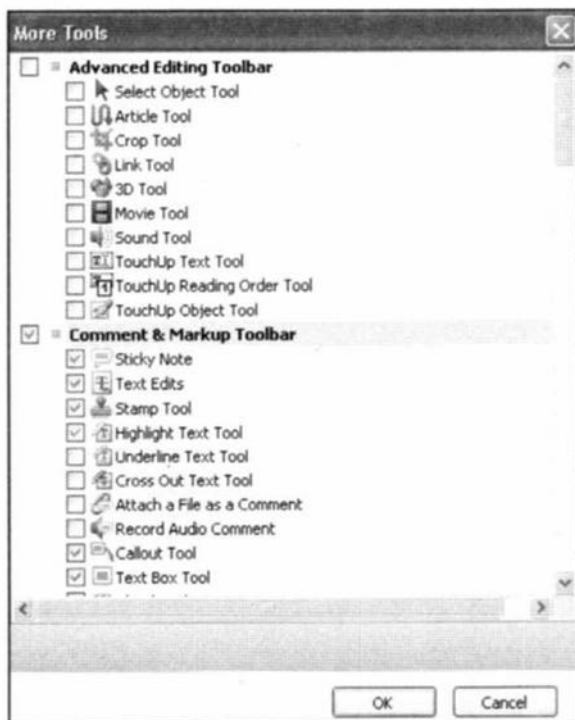 More Tools
Advanced Editing Toolbar
Select Object Tool
Article Tool
Crop Tool
Link Tool
3D Tool
Movie Tool
Sound Tool
TouchUp Text Tool
TouchUp Reading Order Tool
TouchUp Object Tool
Comment & Markup Toolbar
Sticky Note
Text Edits
Stamp Tool
Highlight Text Tool
Underline Text Tool
Cross Out Text Tool
Attach a File as a Comment
Record Audio Comment
Callout Tool
Text Box Tool
OK
Cancel